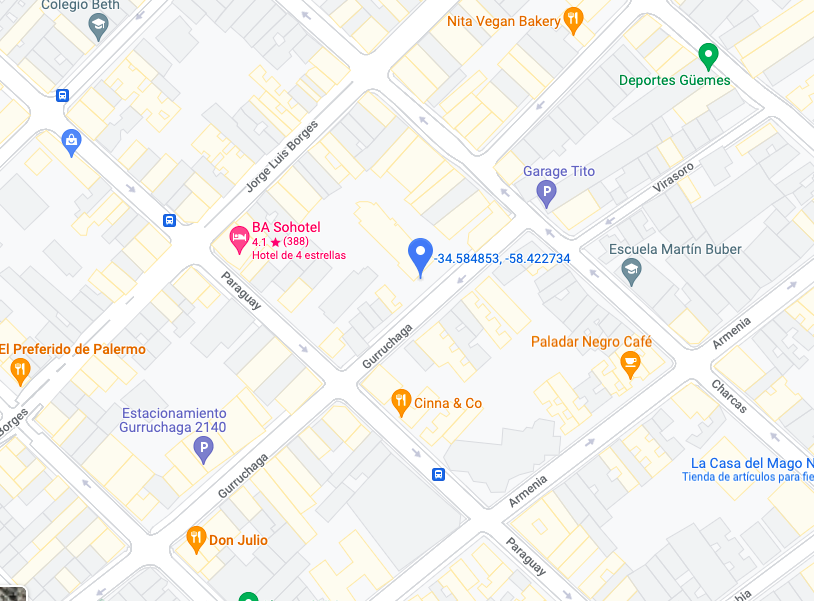 Colegio Beth
Nita Vegan Bakery
Deportes Güemes
Jorge Luis Borges
Garage Tito
Virasoro
BA Sohotel
4.1 ★ (388)
Hotel de 4 estrellas
-34.584853, -58.422734
Escuela Martín Buber
Paraguay
Gurruchaga
Armenia
El Preferido de Palermo
Paladar Negro Café
Charcas
Borges
Cinna & Co
Estacionamiento
Gurruchaga 2140
Gurruchaga
La Casa del Mago N
Tienda de artículos para fie
Armenia
Don Julio
Paraguay
bia